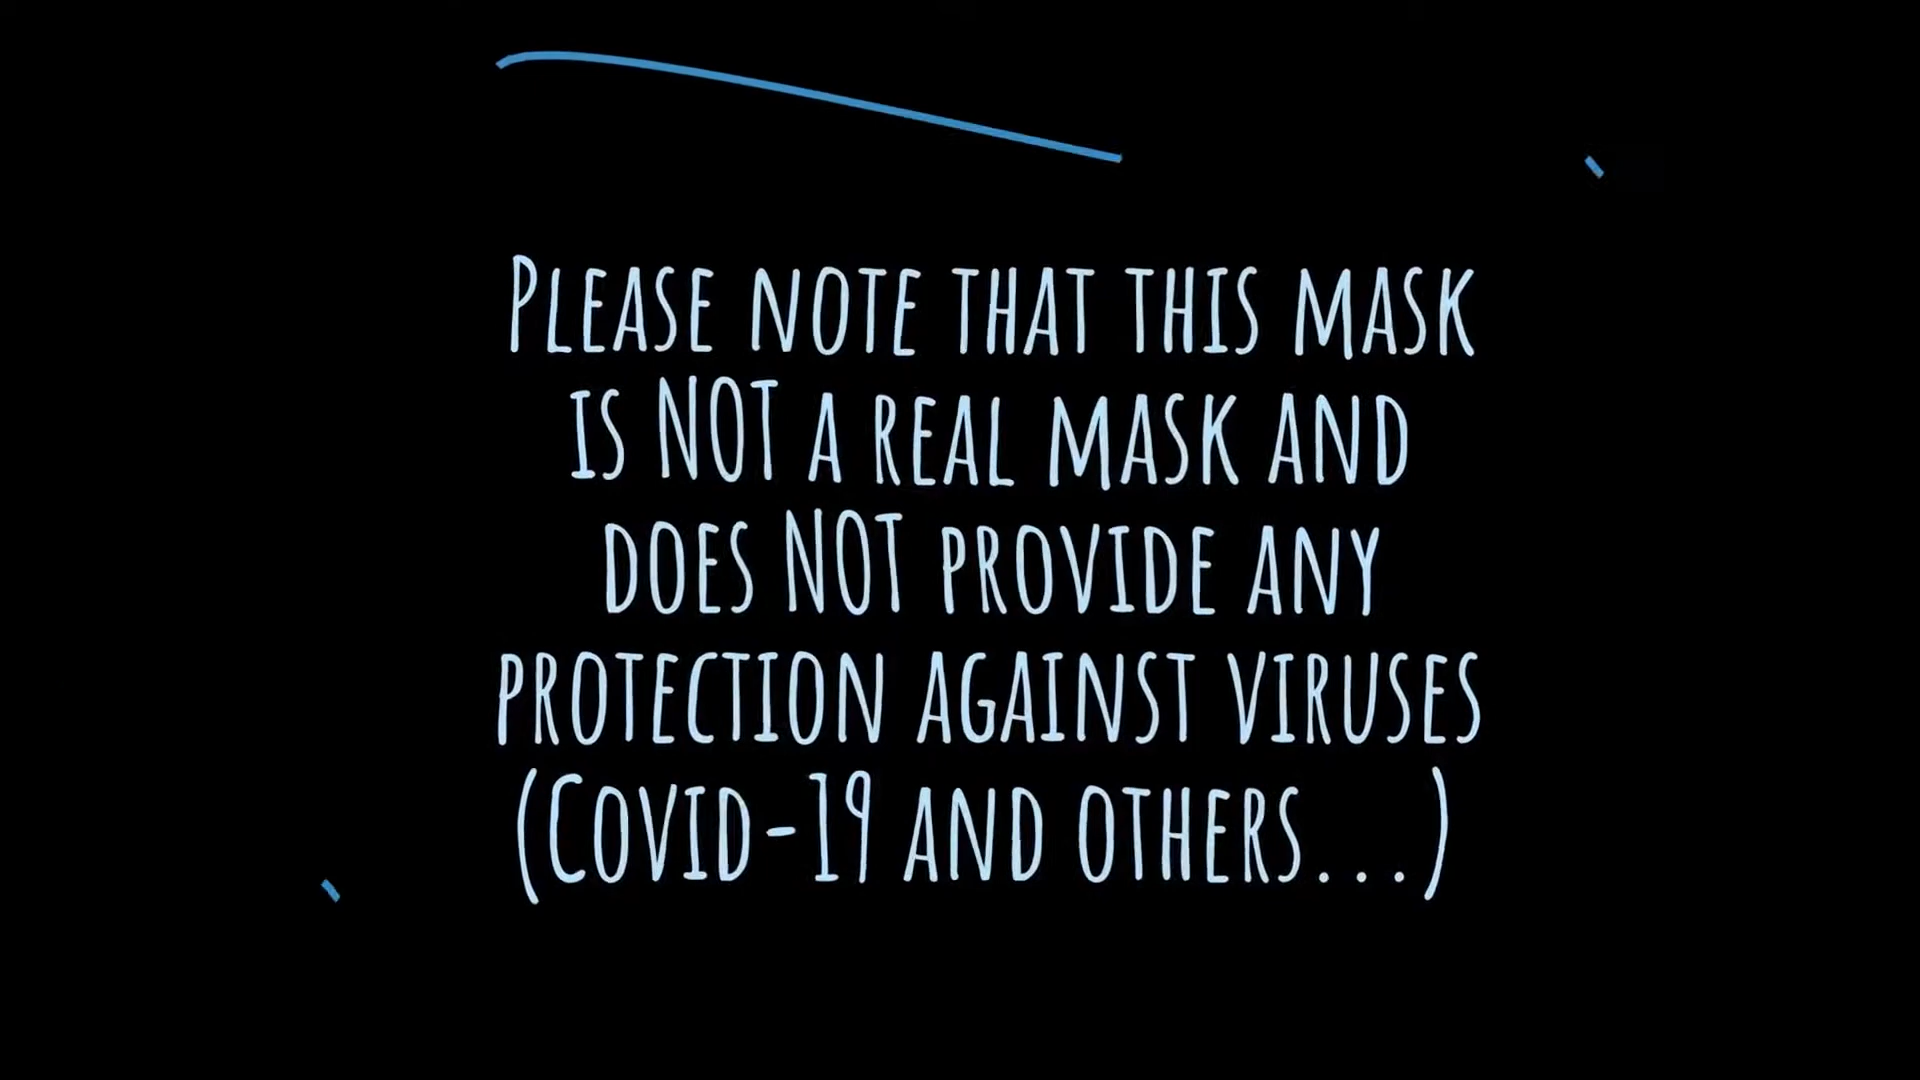 Please note that this mask
is NOT a real mask and
does NOT provide any
protection against viruses
(Covid-19 and others...)